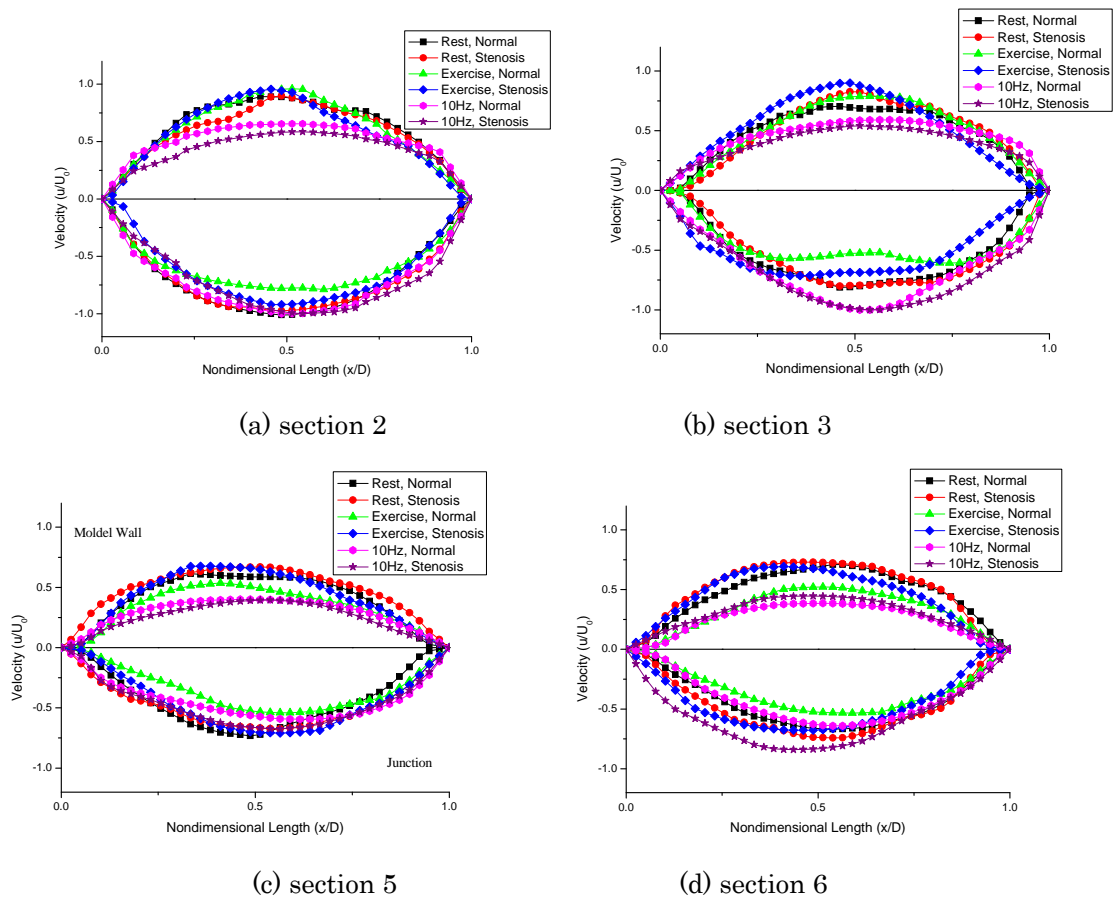 Rest, Normal
Rest, Stenosis
Exercise, Normal
Exercise, Stenosis
10Hz, Normal
10Hz, Stenosis
1.0
0.5
0.0
-0.5
-1.0
Velocity (u/U0)
0.0
0.5
1.0
Nondimensional Length (x/D)
(a) section 2
Rest, Normal
Rest, Stenosis
Exercise, Normal
Exercise, Stenosis
10Hz, Normal
10Hz, Stenosis
1.0
0.5
0.0
-0.5
-1.0
Velocity (u/U0)
0.0
0.5
1.0
Nondimensional Length (x/D)
(b) section 3
Rest, Normal
Rest, Stenosis
Exercise, Normal
Exercise, Stenosis
10Hz, Normal
10Hz, Stenosis
1.0
Moldel Wall
0.5
0.0
-0.5
-1.0
Velocity (u/U0)
Junction
0.0
0.5
1.0
Nondimensional Length (x/D)
(c) section 5
Rest, Normal
Rest, Stenosis
Exercise, Normal
Exercise, Stenosis
10Hz, Normal
10Hz, Stenosis
1.0
0.5
0.0
-0.5
-1.0
Velocity (u/U0)
0.0
0.5
1.0
Nondimensional Length (x/D)
(d) section 6